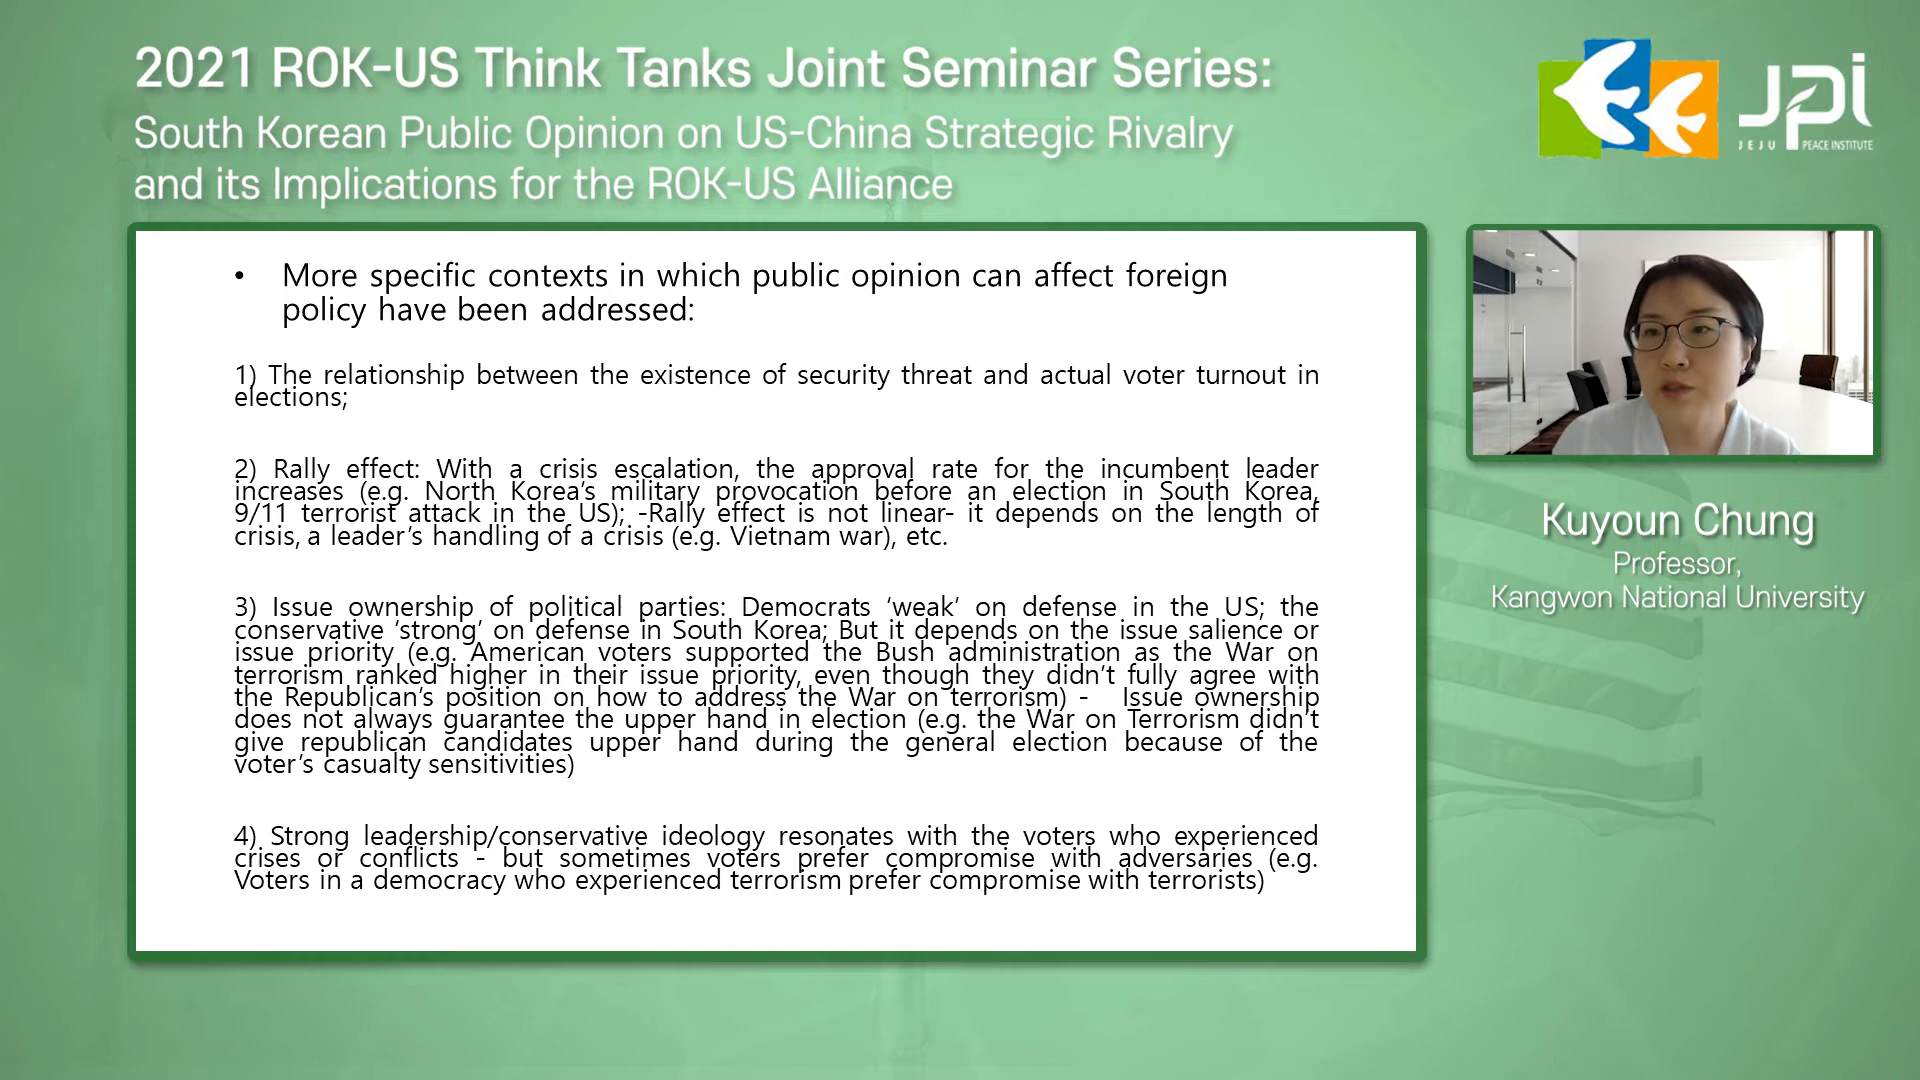 2021 ROK-US Think Tanks Joint Seminar Series:
South Korean Public Opinion on US-China Strategic Rivalry
and its Implications for the ROK-US Alliance
JPI
JEJU PEACE INSTITUTE
• More specific contexts in which public opinion can affect foreign
policy have been addressed:
1) The relationship between the existence of security threat and actual voter turnout in
elections;
2) Rally effect: With a crisis escalation, the approval rate for the incumbent leader
increases (e.g. North Korea's military provocation before an election in South Korea,
9/11 terrorist attack in the US); -Rally effect is not linear- it depends on the length of
crisis, a leader's handling of a crisis (e.g. Vietnam war), etc.
3) Issue ownership of political parties: Democrats 'weak' on defense in the US; the
conservative 'strong' on defense in South Korea; But it depends on the issue salience or
issue priority (e.g. American voters supported the Bush administration as the War on
terrorism ranked higher in their issue priority, even though they didn't fully agree with
the Republican's position on how to address the War on terrorism) - Issue ownership
does not always guarantee the upper hand in election (e.g. the War on Terrorism didn't
give republican candidates upper hand during the general election because of the
voter's casualty sensitivities)
4) Strong leadership/conservative ideology resonates with the voters who experienced
crises or conflicts - but sometimes voters prefer compromise with adversaries (e.g.
Voters in a democracy who experienced terrorism prefer compromise with terrorists)
Kuyoun Chung
Professor,
Kangwon National University